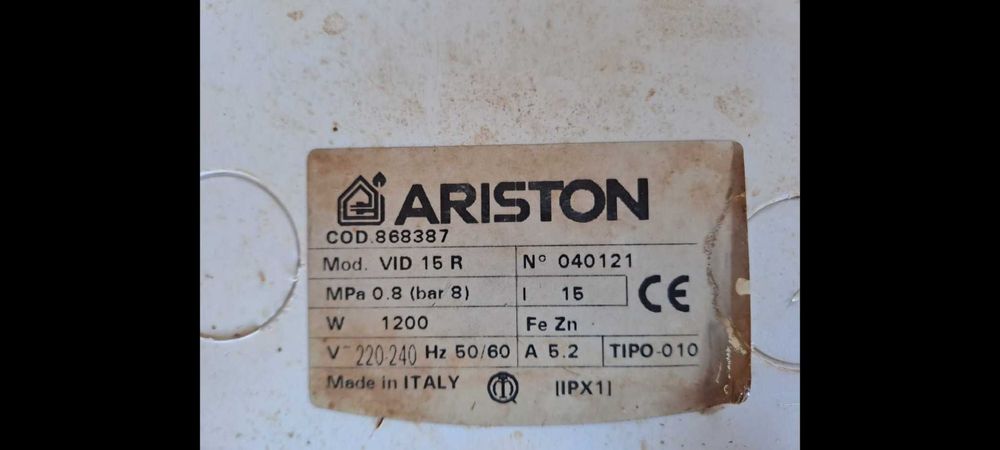 ARISTON
COD.868387
Mod. VID 15 R N° 040121
MPa 0.8 (bar 8) l 15 CE
W 1200 Fe Zn
V~ 220-240 Hz 50/60 A 5.2 TIPO-010
Made in ITALY [IPX1]